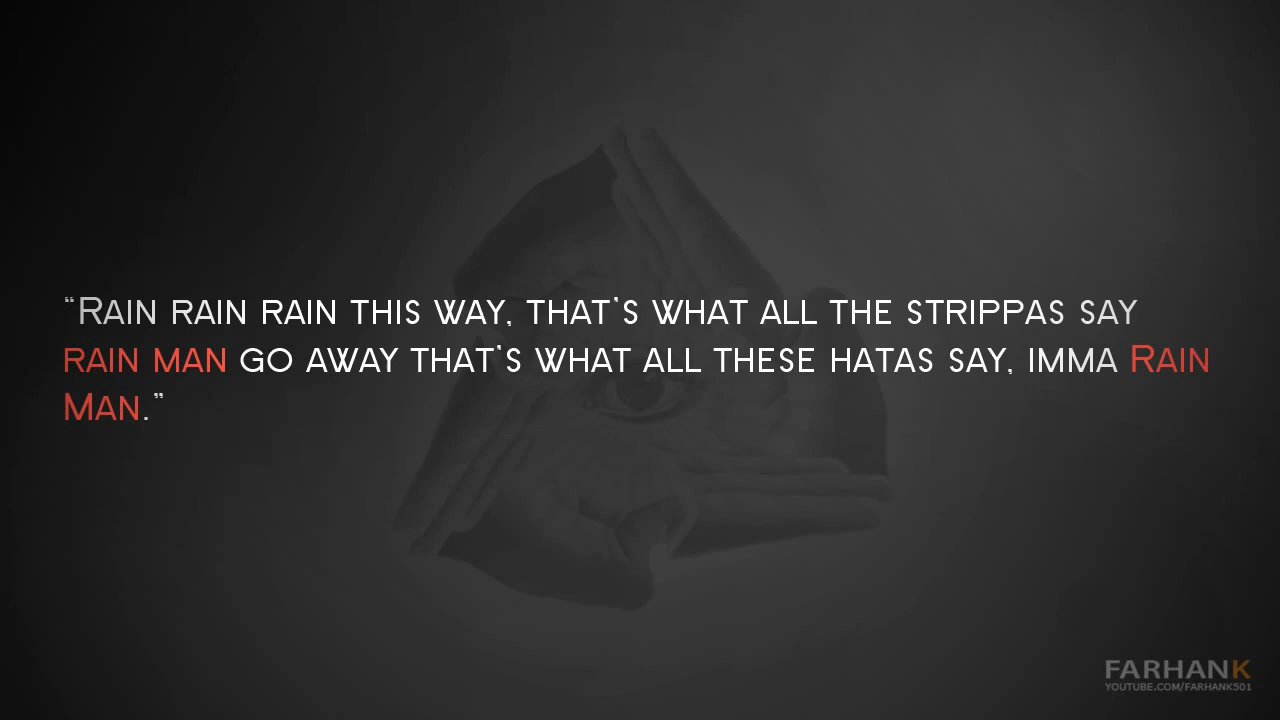 “Rain rain rain this way, that's what all the strippas say
rain man go away that's what all these hatas say, imma Rain
Man.”
FARHANK
YOUTUBE.COM/FARHANK501